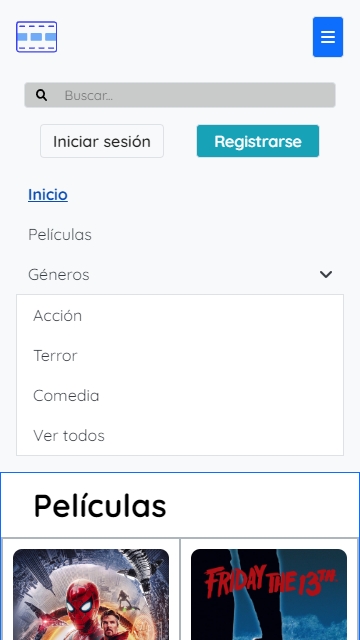 Buscar...
Iniciar sesión
Registrarse
Inicio
Películas
Géneros
Acción
Terror
Comedia
Ver todos
Películas
FRIDAY THE 13TH